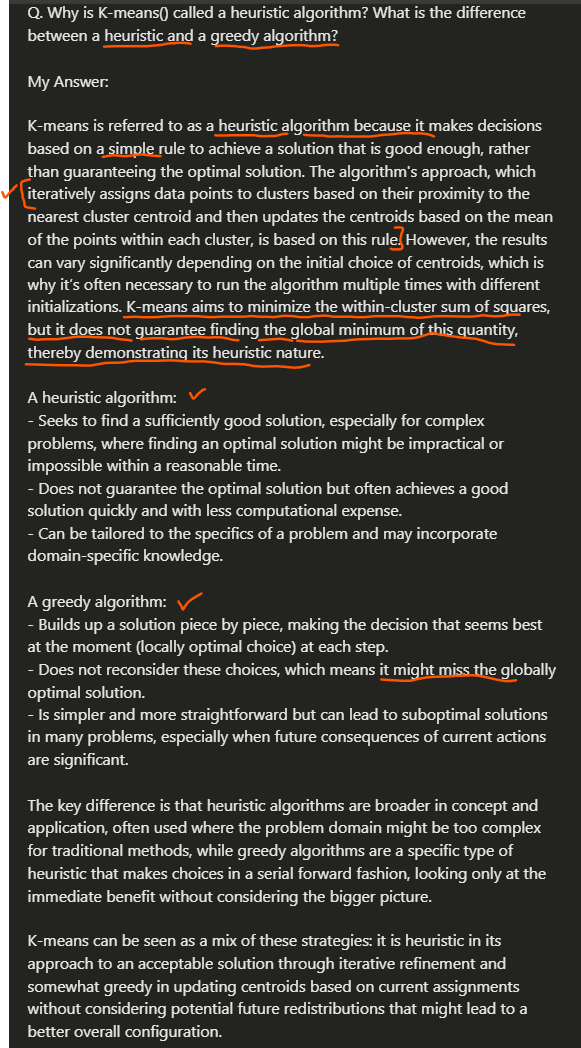 Q. Why is K-means() called a heuristic algorithm? What is the difference
between a heuristic and a greedy algorithm?
My Answer:
K-means is referred to as a heuristic algorithm because it makes decisions
based on a simple rule to achieve a solution that is good enough, rather
than guaranteeing the optimal solution. The algorithm's approach, which
iteratively assigns data points to clusters based on their proximity to the
nearest cluster centroid and then updates the centroids based on the mean
of the points within each cluster, is based on this rule. However, the results
can vary significantly depending on the initial choice of centroids, which is
why it's often necessary to run the algorithm multiple times with different
initializations. K-means aims to minimize the within-cluster sum of squares,
but it does not guarantee finding the global minimum of this quantity,
thereby demonstrating its heuristic nature.
A heuristic algorithm:
- Seeks to find a sufficiently good solution, especially for complex
problems, where finding an optimal solution might be impractical or
impossible within a reasonable time.
- Does not guarantee the optimal solution but often achieves a good
solution quickly and with less computational expense.
- Can be tailored to the specifics of a problem and may incorporate
domain-specific knowledge.
A greedy algorithm:
- Builds up a solution piece by piece, making the decision that seems best
at the moment (locally optimal choice) at each step.
- Does not reconsider these choices, which means it might miss the globally
optimal solution.
- Is simpler and more straightforward but can lead to suboptimal solutions
in many problems, especially when future consequences of current actions
are significant.
The key difference is that heuristic algorithms are broader in concept and
application, often used where the problem domain might be too complex
for traditional methods, while greedy algorithms are a specific type of
heuristic that makes choices in a serial forward fashion, looking only at the
immediate benefit without considering the bigger picture.
K-means can be seen as a mix of these strategies: it is heuristic in its
approach to an acceptable solution through iterative refinement and
somewhat greedy in updating centroids based on current assignments
without considering potential future redistributions that might lead to a
better overall configuration.